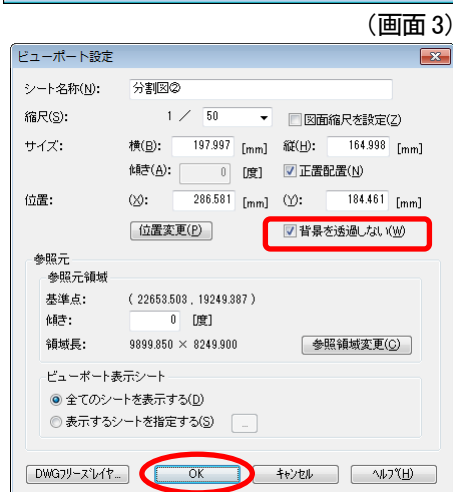 （画面 3）
ビューポート設定
シート名称(N): 分割図②
縮尺(S): 1 ／ 50 図面縮尺を設定(Z)
サイズ: 横(B): 197.997 [mm] 縦(H): 164.998 [mm]
傾き(A): 0 [度] 正置配置(N)
位置: (X): 286.581 [mm] (Y): 184.461 [mm]
位置変更(P) 背景を透過しない(W)
参照元
参照元領域
基準点: ( 22653.503 , 19249.387 )
傾き: 0 [度]
領域長: 9899.850 × 8249.900 参照領域変更(C)
ビューポート表示シート
全てのシートを表示する(D)
表示するシートを指定する(S) ...
DWGフリーズレイヤ... OK キャンセル ヘルプ(H)